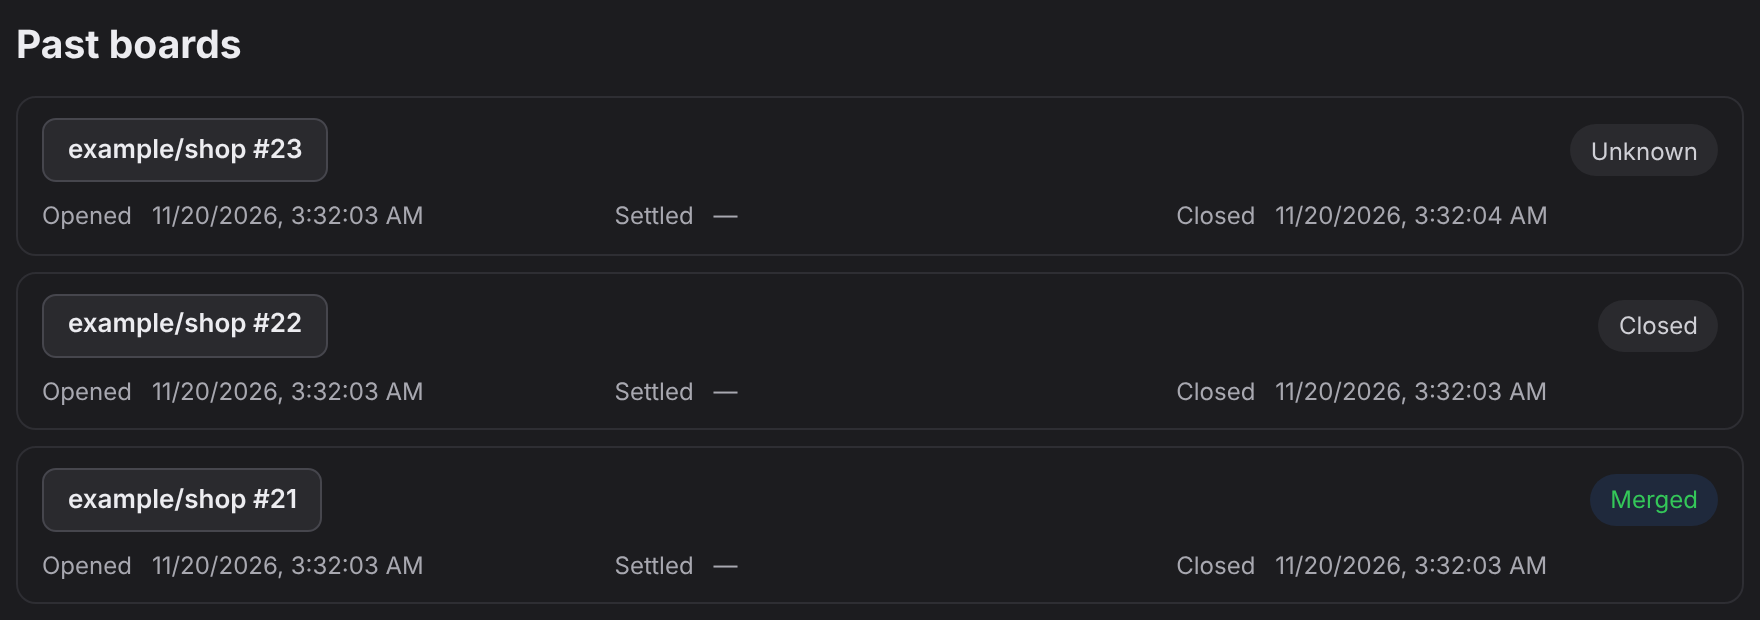 Past boards
example/shop #23
Unknown
Opened 11/20/2026, 3:32:03 AM
Settled —
Closed 11/20/2026, 3:32:04 AM
example/shop #22
Closed
Opened 11/20/2026, 3:32:03 AM
Settled —
Closed 11/20/2026, 3:32:03 AM
example/shop #21
Merged
Opened 11/20/2026, 3:32:03 AM
Settled —
Closed 11/20/2026, 3:32:03 AM